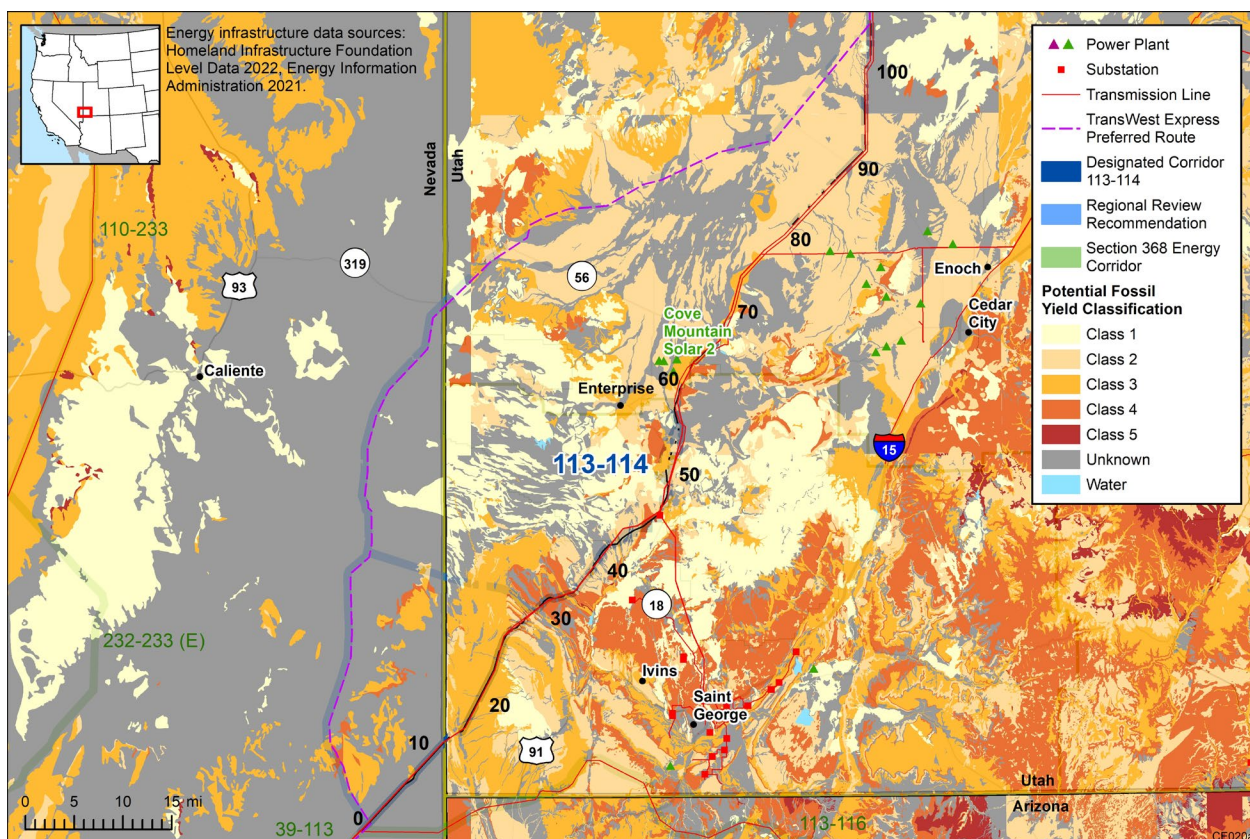 Energy infrastructure data sources:
Homeland Infrastructure Foundation
Level Data 2022, Energy Information
Administration 2021.
Power Plant
Substation
Transmission Line
TransWest Express
Preferred Route
Designated Corridor
113-114
Regional Review
Recommendation
Section 368 Energy
Corridor
Potential Fossil
Yield Classification
Class 1
Class 2
Class 3
Class 4
Class 5
Unknown
Water
Nevada
Utah
100
90
80
70
60
50
40
30
20
10
0
110-233
93
319
56
Enoch
Cedar
City
Cove
Mountain
Solar 2
Caliente
Enterprise
15
113-114
18
232-233 (E)
Ivins
Saint
George
91
Utah
Arizona
0 5 10 15 mi
39-113
113-116